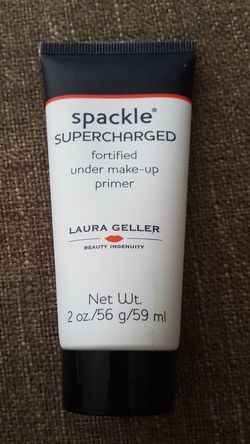 spackle®
SUPERCHARGED
fortified
under make-up
primer
LAURA GELLER
BEAUTY INGENUITY
Net Wt.
2 oz./56 g/59 ml